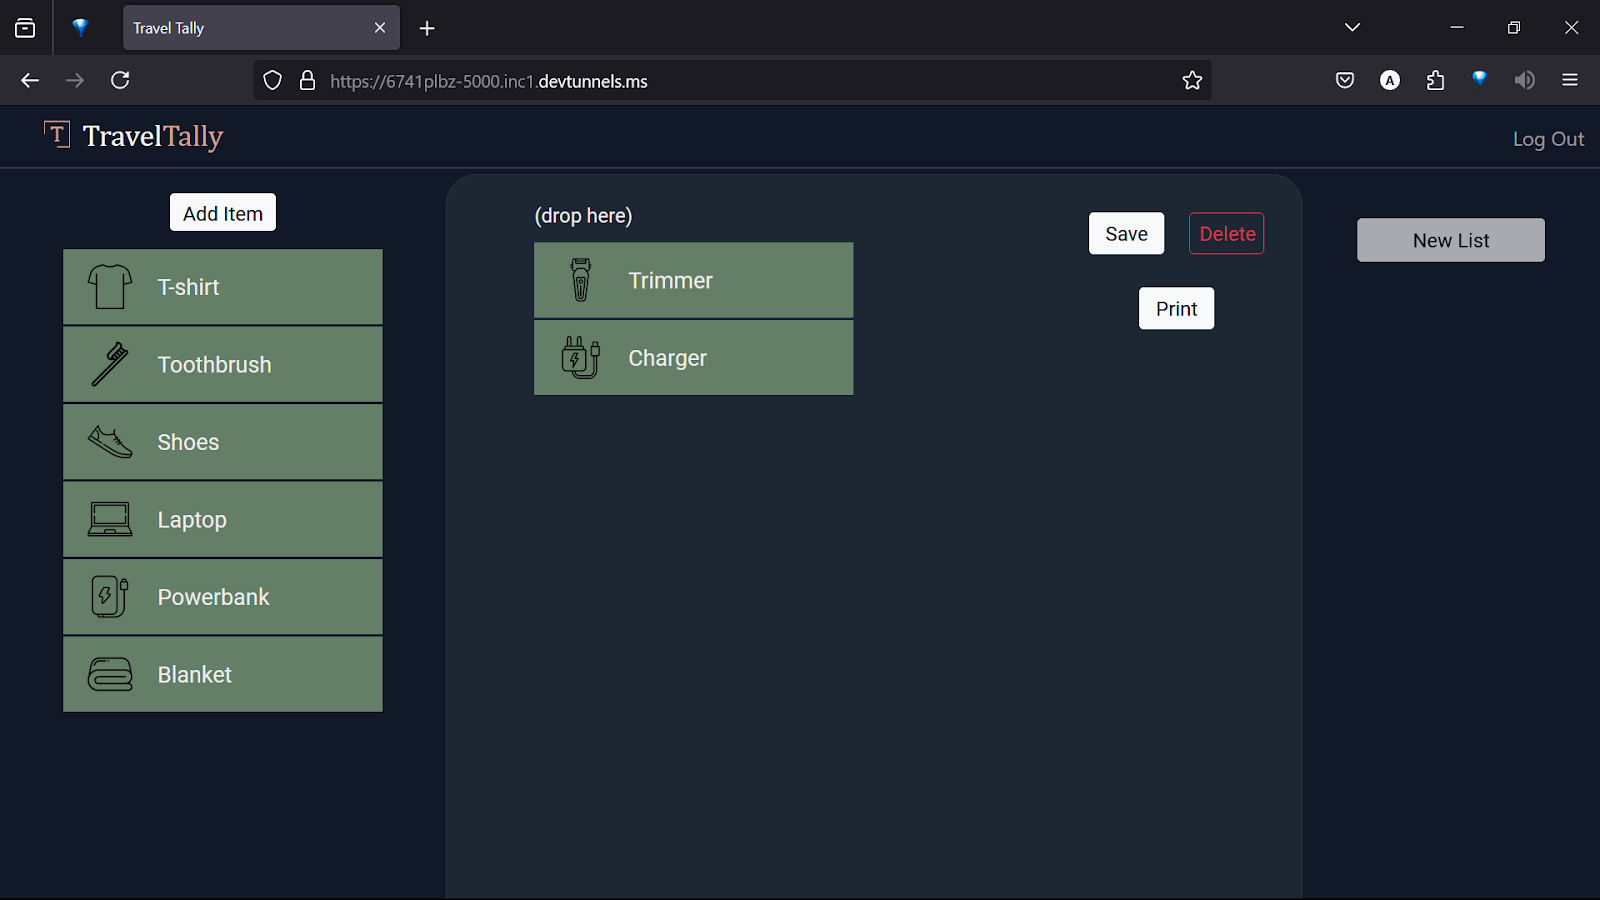 Travel Tally
https://6741plbz-5000.inc1.devtunnels.ms
A
T TravelTally
Log Out
Add Item
T-shirt
Toothbrush
Shoes
Laptop
Powerbank
Blanket
(drop here)
Trimmer
Charger
Save
Delete
Print
New List